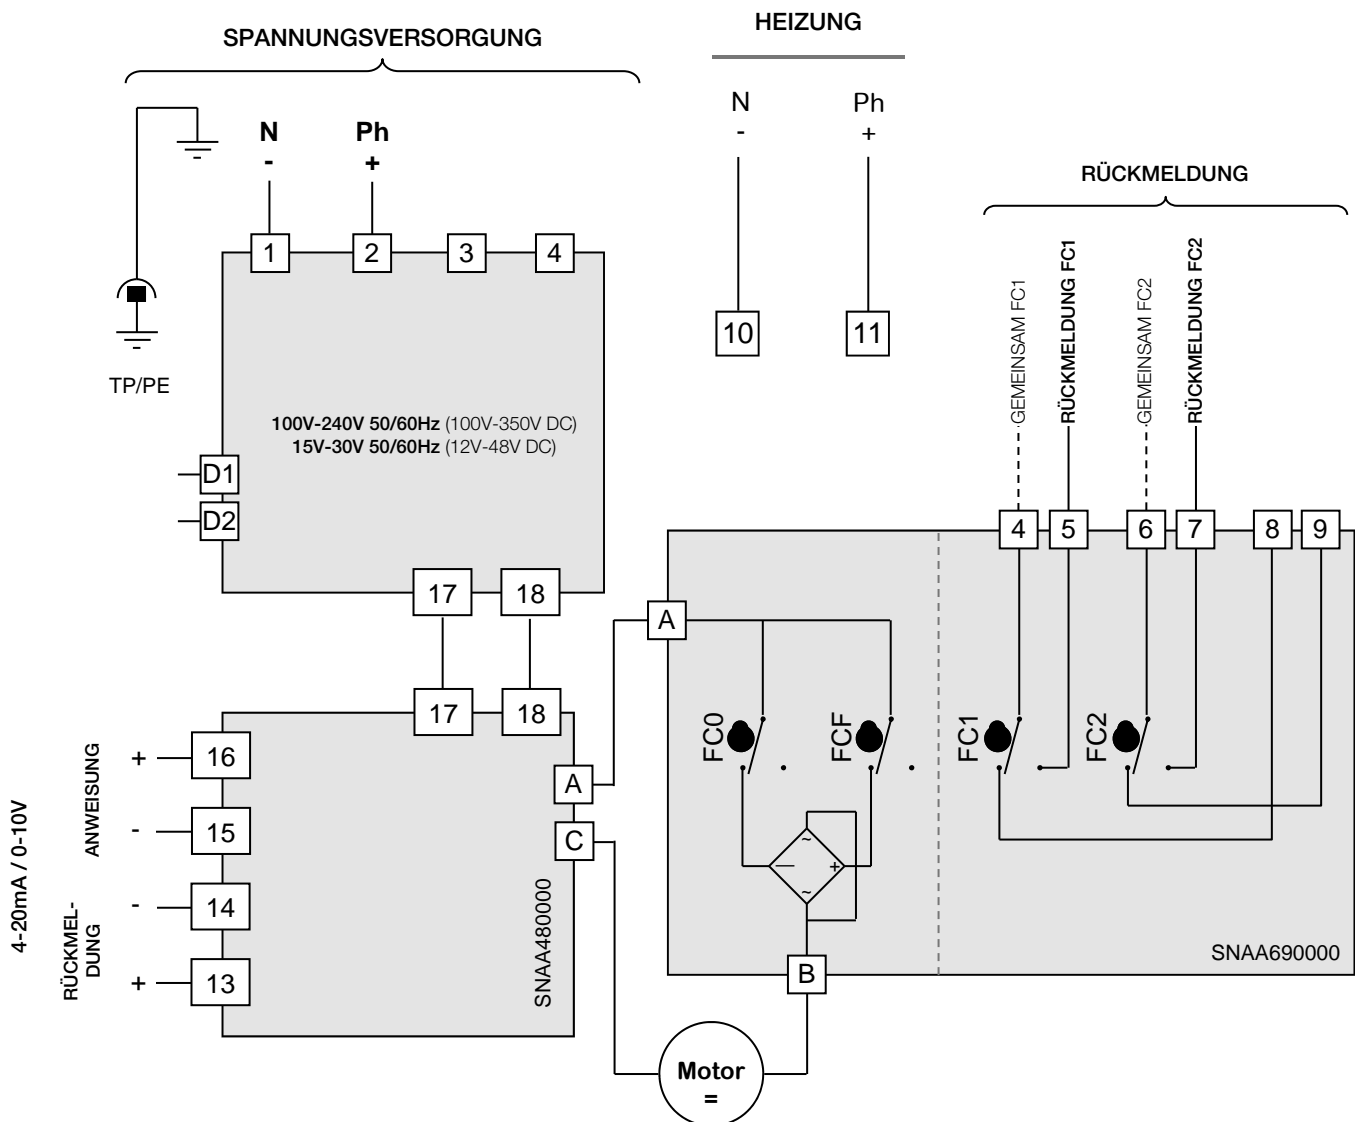 SPANNUNGSVERSORGUNG
HEIZUNG
N
-
Ph
+
N
-
Ph
+
RÜCKMELDUNG
GEMEINSAM FC1
RÜCKMELDUNG FC1
GEMEINSAM FC2
RÜCKMELDUNG FC2
1
2
3
4
10
11
TP/PE
100V-240V 50/60Hz (100V-350V DC)
15V-30V 50/60Hz (12V-48V DC)
D1
D2
17
18
4
5
6
7
8
9
A
17
18
FC0
FCF
FC1
FC2
4-20mA / 0-10V
ANWEISUNG
+
16
-
15
RÜCKMEL-
DUNG
-
14
+
13
A
C
SNAA480000
~
—
+
~
SNAA690000
B
Motor
=